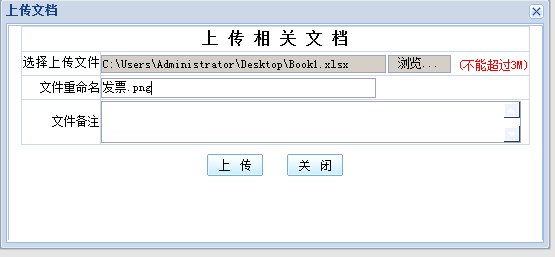 上传文档
上 传 相 关 文 档
选择上传文件 C:\Users\Administrator\Desktop\Book1.xlsx 浏览... (不能超过3M)
文件重命名 发票.png
文件备注
上 传 关 闭